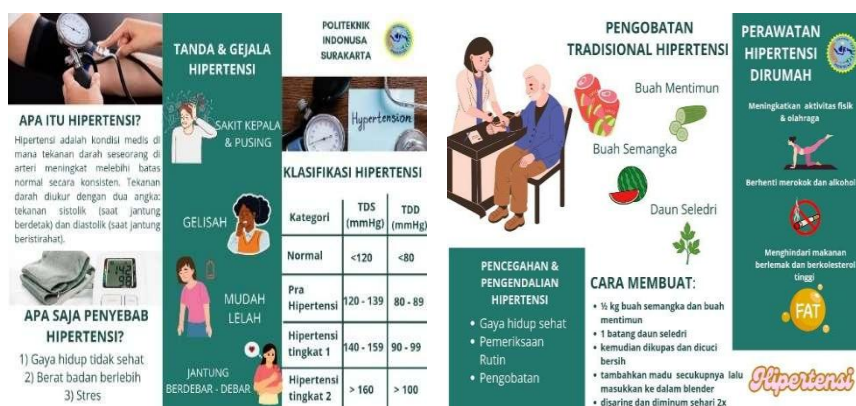 APA ITU HIPERTENSI?
Hipertensi adalah kondisi medis di
mana tekanan darah seseorang di
arteri meningkat melebihi batas
normal secara konsisten. Tekanan
darah diukur dengan dua angka:
tekanan sistolik (saat jantung
berdetak) dan diastolik (saat jantung
beristirahat).
142
98
APA SAJA PENYEBAB
HIPERTENSI?
1) Gaya hidup tidak sehat
2) Berat badan berlebih
3) Stres
TANDA & GEJALA
HIPERTENSI
SAKIT KEPALA
& PUSING
GELISAH
MUDAH
LELAH
JANTUNG
BERDEBAR - DEBAR
POLITEKNIK
INDONUSA
SURAKARTA
Hypertension
KLASIFIKASI HIPERTENSI
Kategori TDS (mmHg) TDD (mmHg)
Normal <120 <80
Pra Hipertensi 120 - 139 80 - 89
Hipertensi tingkat 1 140 - 159 90 - 99
Hipertensi tingkat 2 > 160 > 100
PENGOBATAN
TRADISIONAL HIPERTENSI
Buah Mentimun
Buah Semangka
Daun Seledri
PENCEGAHAN &
PENGENDALIAN
HIPERTENSI
• Gaya hidup sehat
• Pemeriksaan
Rutin
• Pengobatan
CARA MEMBUAT:
• ½ kg buah semangka dan buah
mentimun
• 1 batang daun seledri
• kemudian dikupas dan dicuci
bersih
• tambahkan madu secukupnya lalu
masukkan ke dalam blender
• disaring dan diminum sehari 2x
PERAWATAN
HIPERTENSI
DIRUMAH
Meningkatkan aktivitas fisik
& olahraga
Berhenti merokok dan alkohol
Menghindari makanan
berlemak dan berkolesterol
tinggi
FAT
Hipertensi